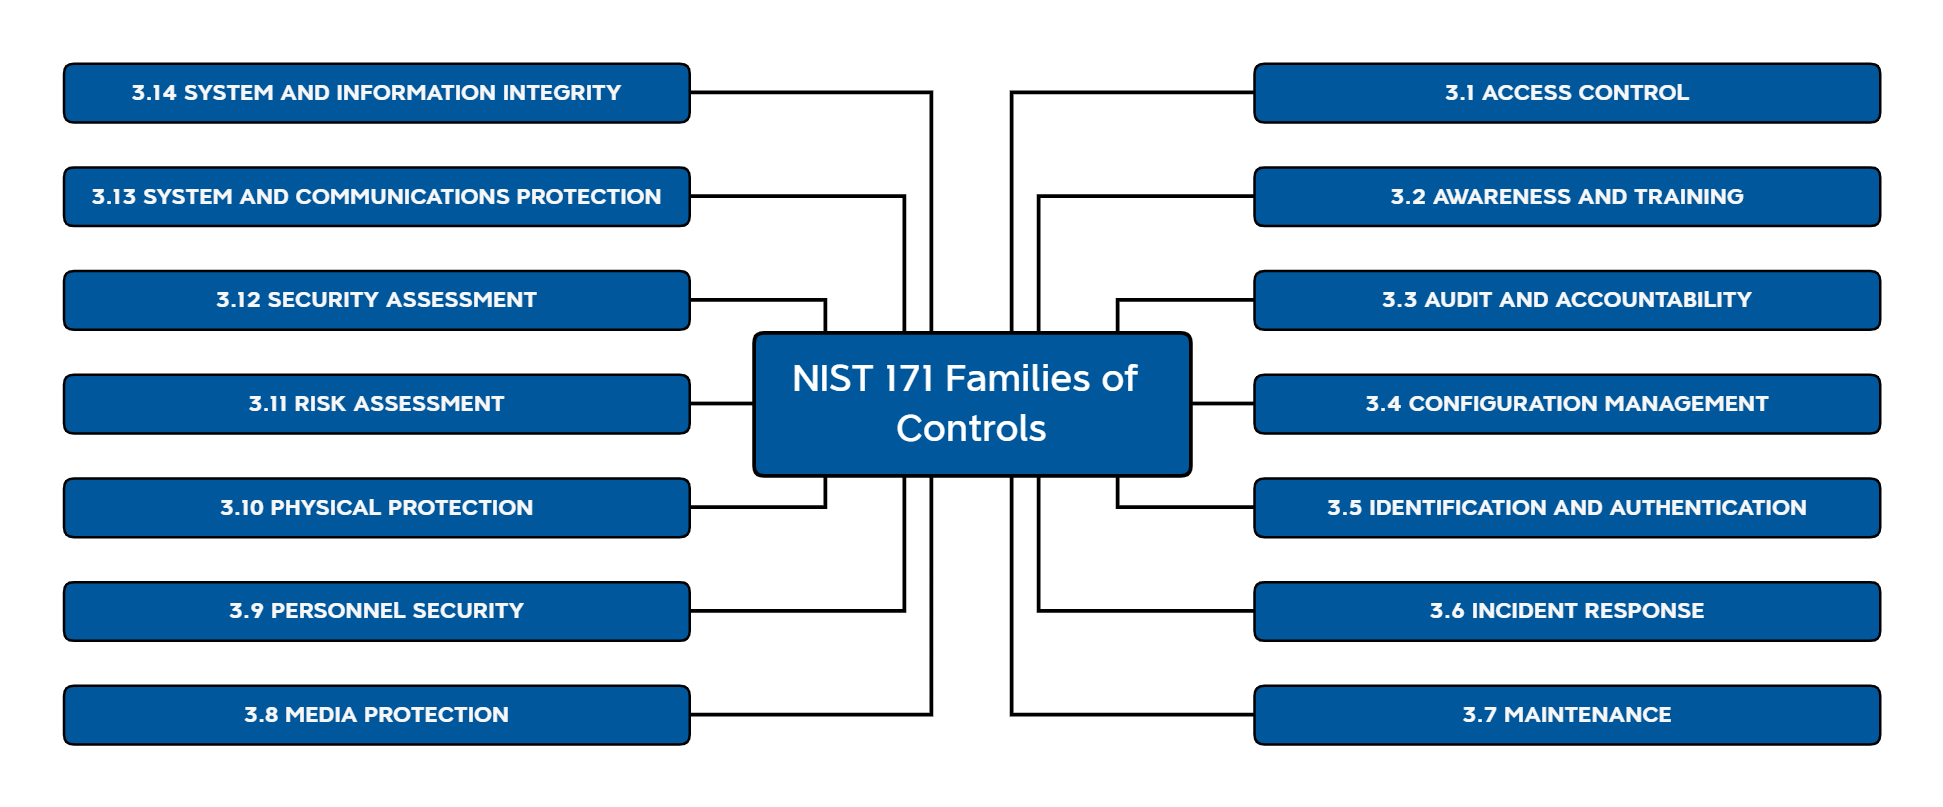 3.14 SYSTEM AND INFORMATION INTEGRITY
3.13 SYSTEM AND COMMUNICATIONS PROTECTION
3.12 SECURITY ASSESSMENT
3.11 RISK ASSESSMENT
3.10 PHYSICAL PROTECTION
3.9 PERSONNEL SECURITY
3.8 MEDIA PROTECTION
NIST 171 Families of
Controls
3.1 ACCESS CONTROL
3.2 AWARENESS AND TRAINING
3.3 AUDIT AND ACCOUNTABILITY
3.4 CONFIGURATION MANAGEMENT
3.5 IDENTIFICATION AND AUTHENTICATION
3.6 INCIDENT RESPONSE
3.7 MAINTENANCE